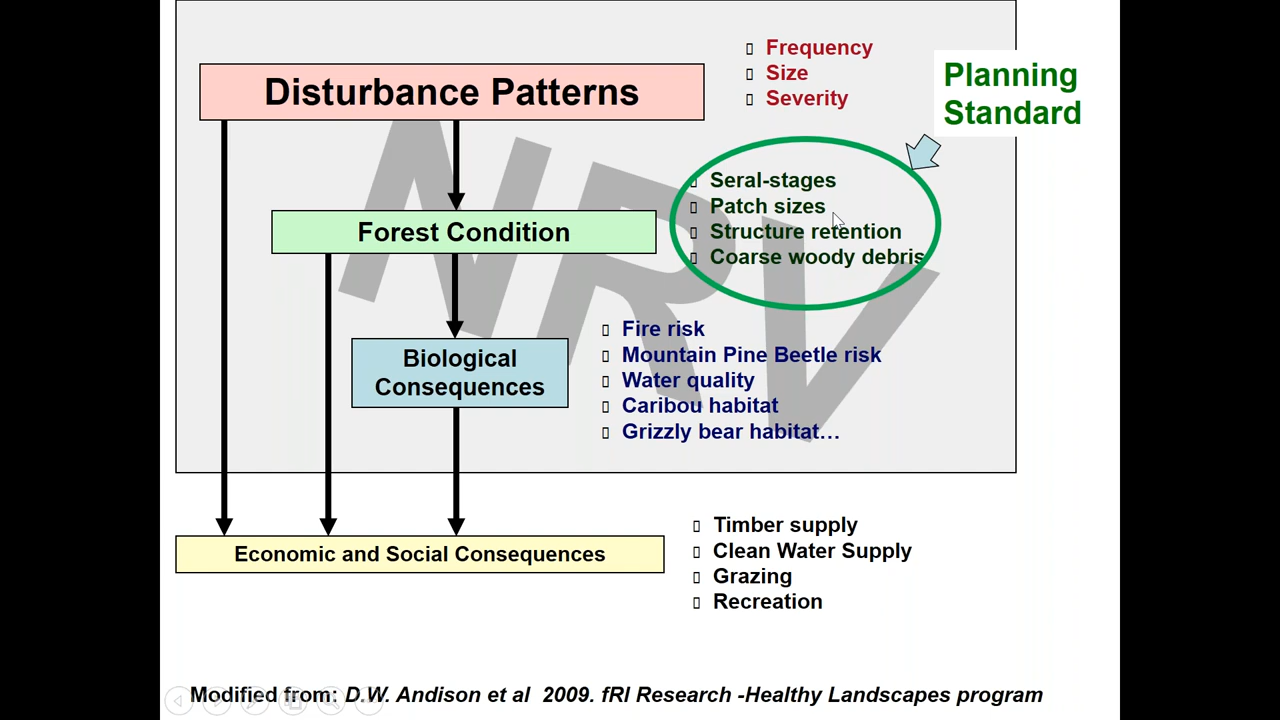 Frequency
Size
Severity
Planning
Standard
Disturbance Patterns
NRV
Seral-stages
Patch sizes
Structure retention
Coarse woody debris
Forest Condition
Fire risk
Mountain Pine Beetle risk
Water quality
Caribou habitat
Grizzly bear habitat…
Biological
Consequences
Economic and Social Consequences
Timber supply
Clean Water Supply
Grazing
Recreation
Modified from: D.W. Andison et al 2009. fRI Research -Healthy Landscapes program